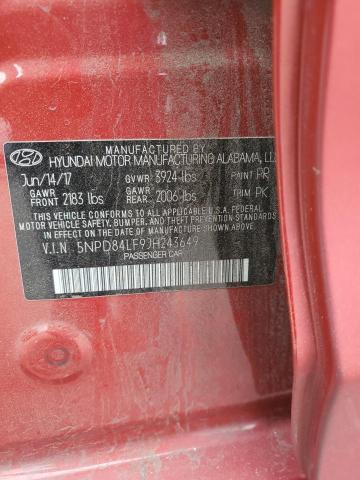 MANUFACTURED BY
HYUNDAI MOTOR MANUFACTURING ALABAMA, LL
Jun/14/17 GVWR 3924 lbs PAINT PR
GAWR FRONT 2183 lbs GAWR REAR 2006 lbs TRIM PK
THIS VEHICLE CONFORMS TO ALL APPLICABLE U.S.A. FEDERAL
MOTOR VEHICLE SAFETY, BUMPER, AND THEFT PREVENTION
STANDARDS IN EFFECT ON THE DATE OF MANUFACTURE SHOWN ABOVE.
V.I.N 5NPD84LF9JH243649
PASSENGER CAR